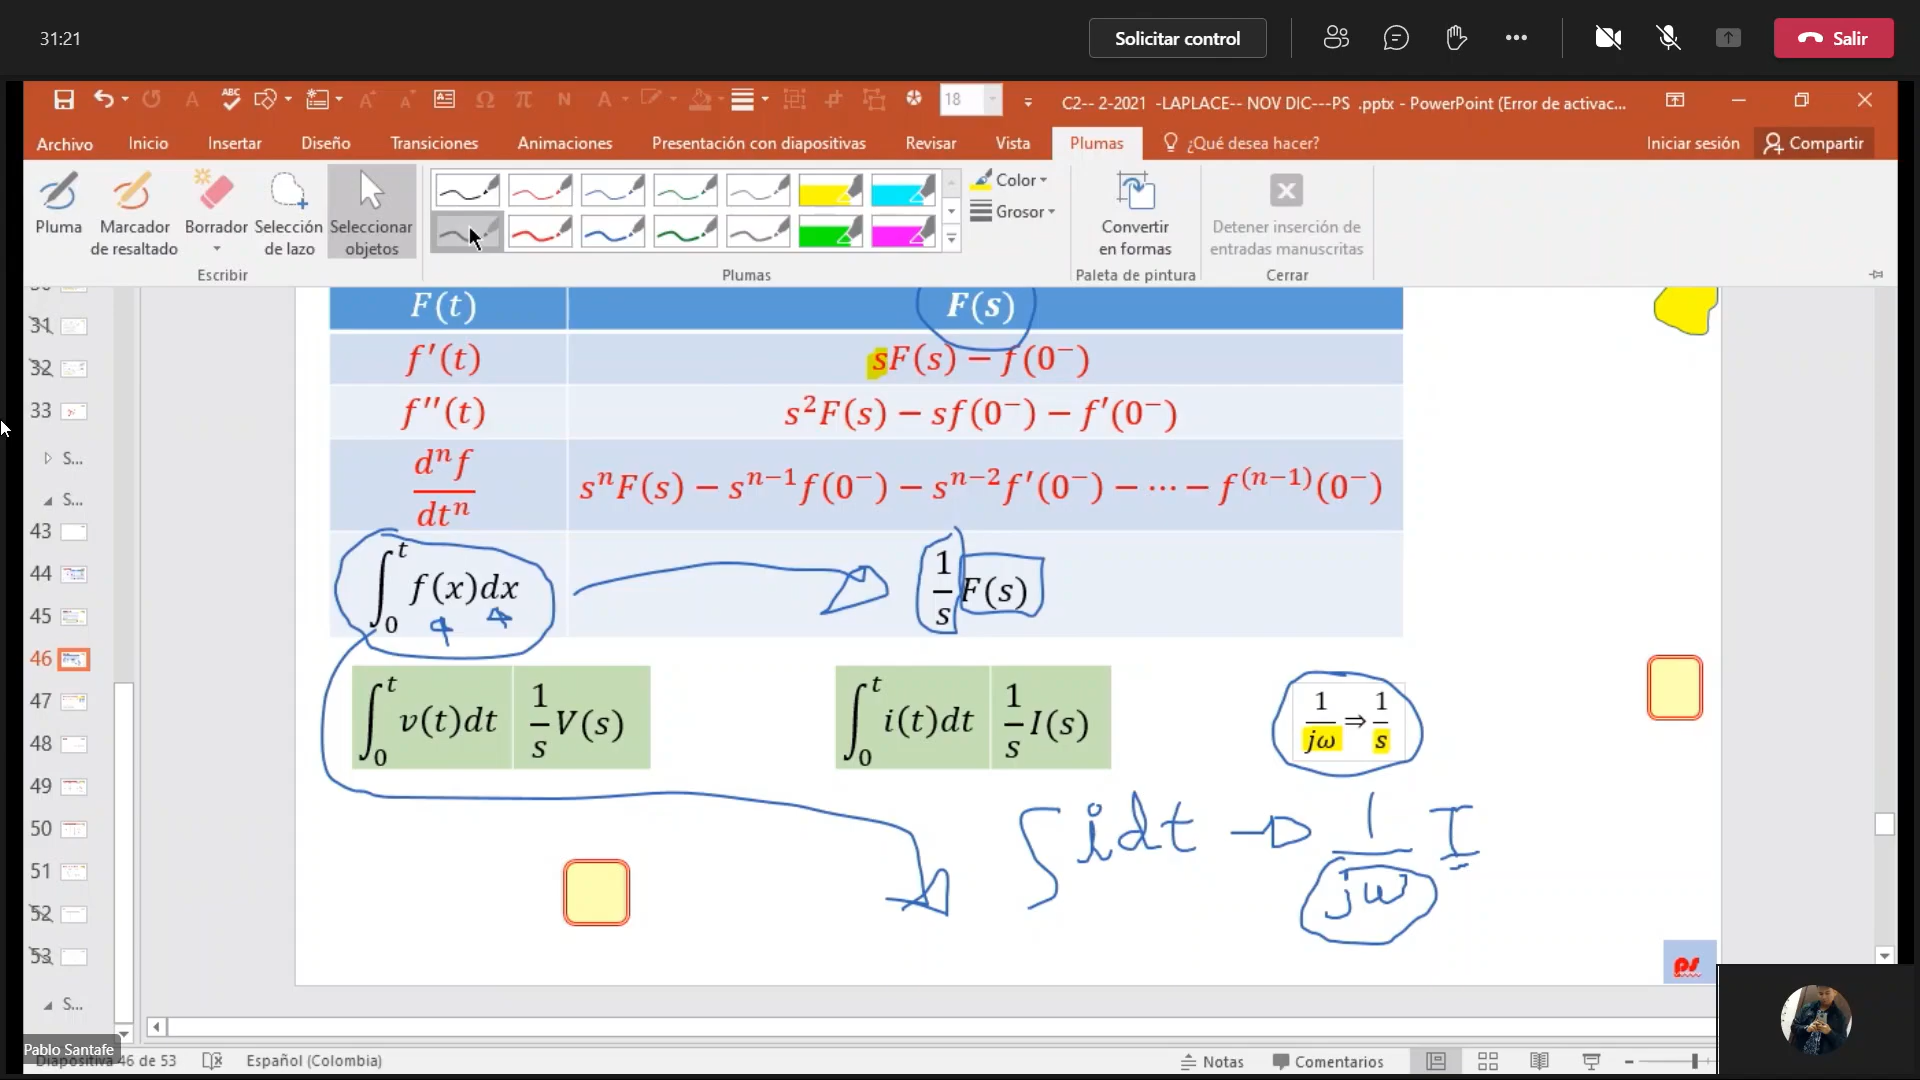 31:21
Solicitar control
Salir
18
C2-- 2-2021 -LAPLACE-- NOV DIC---PS .pptx - PowerPoint (Error de activac...
Archivo Inicio Insertar Diseño Transiciones Animaciones Presentación con diapositivas Revisar Vista Plumas ¿Qué desea hacer? Iniciar sesión Compartir
Pluma
Marcador de resaltado
Borrador
Selección de lazo
Seleccionar objetos
Color
Grosor
Convertir en formas
Detener inserción de entradas manuscritas
Escribir Plumas Paleta de pintura Cerrar
31
32
33
S...
S...
43
44
45
46
47
48
49
50
51
52
53
S...
F(t) F(s)
f′(t) sF(s) − f(0⁻)
f′′(t) s²F(s) − sf(0⁻) − f′(0⁻)
dⁿf/dtⁿ sⁿF(s) − sⁿ⁻¹f(0⁻) − sⁿ⁻²f′(0⁻) − ⋯ − f⁽ⁿ⁻¹⁾(0⁻)
∫₀ᵗ f(x)dx 1/s F(s)
∫₀ᵗ v(t)dt 1/s V(s) ∫₀ᵗ i(t)dt 1/s I(s) 1/jω ⇒ 1/s
∫ i dt → 1/jω I
ps
Pablo Santafe
Diapositiva 46 de 53 Español (Colombia) Notas Comentarios